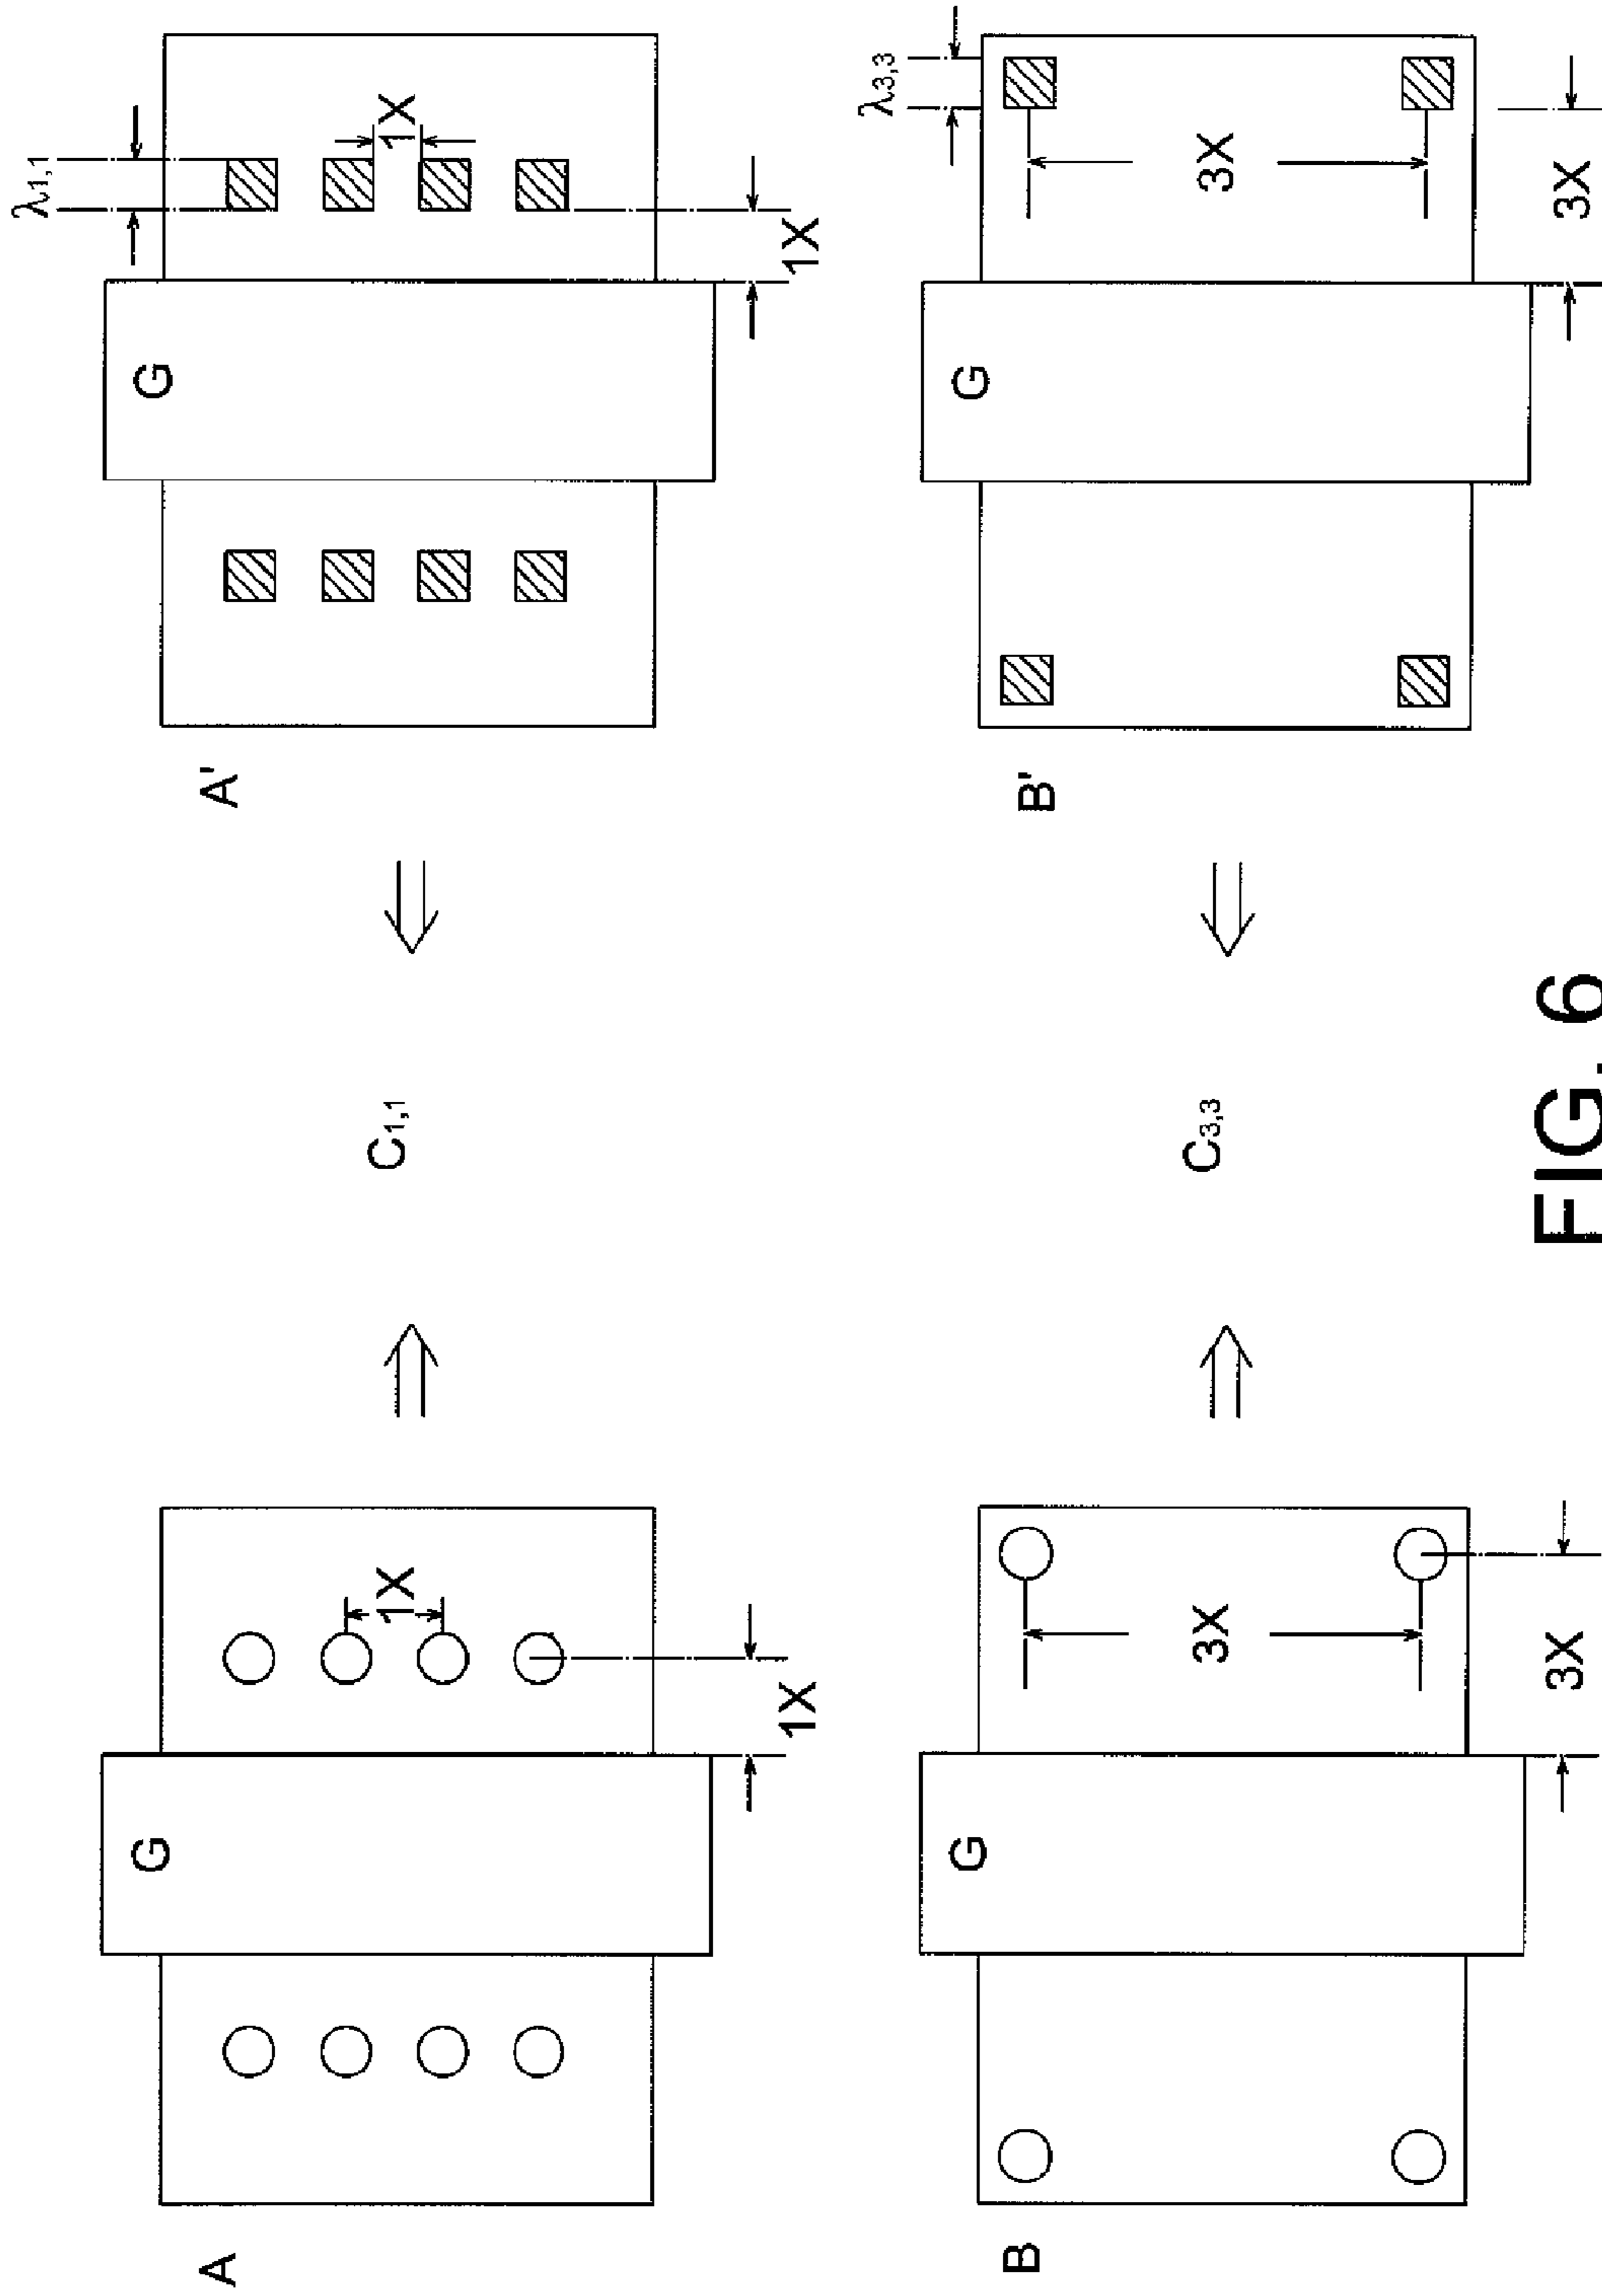 A
G
1X
1X
C1,1
A'
G
λ1,1
1X
1X
B
G
3X
3X
C3,3
B'
G
λ3,3
3X
3X
FIG. 6